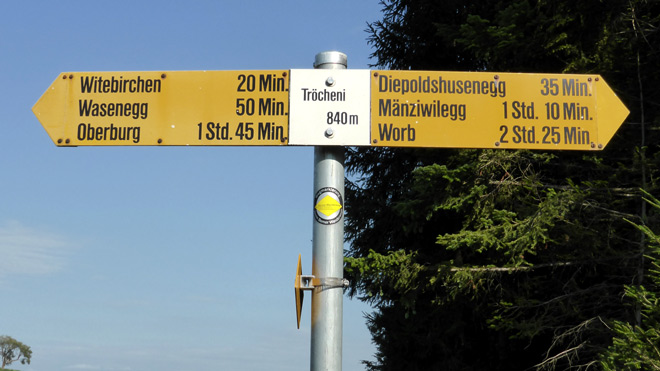 Witebirchen 20 Min.
Wasenegg 50 Min.
Oberburg 1 Std. 45 Min.
Tröcheni
840 m
Diepoldshusenegg 35 Min.
Mänziwilegg 1 Std. 10 Min.
Worb 2 Std. 25 Min.